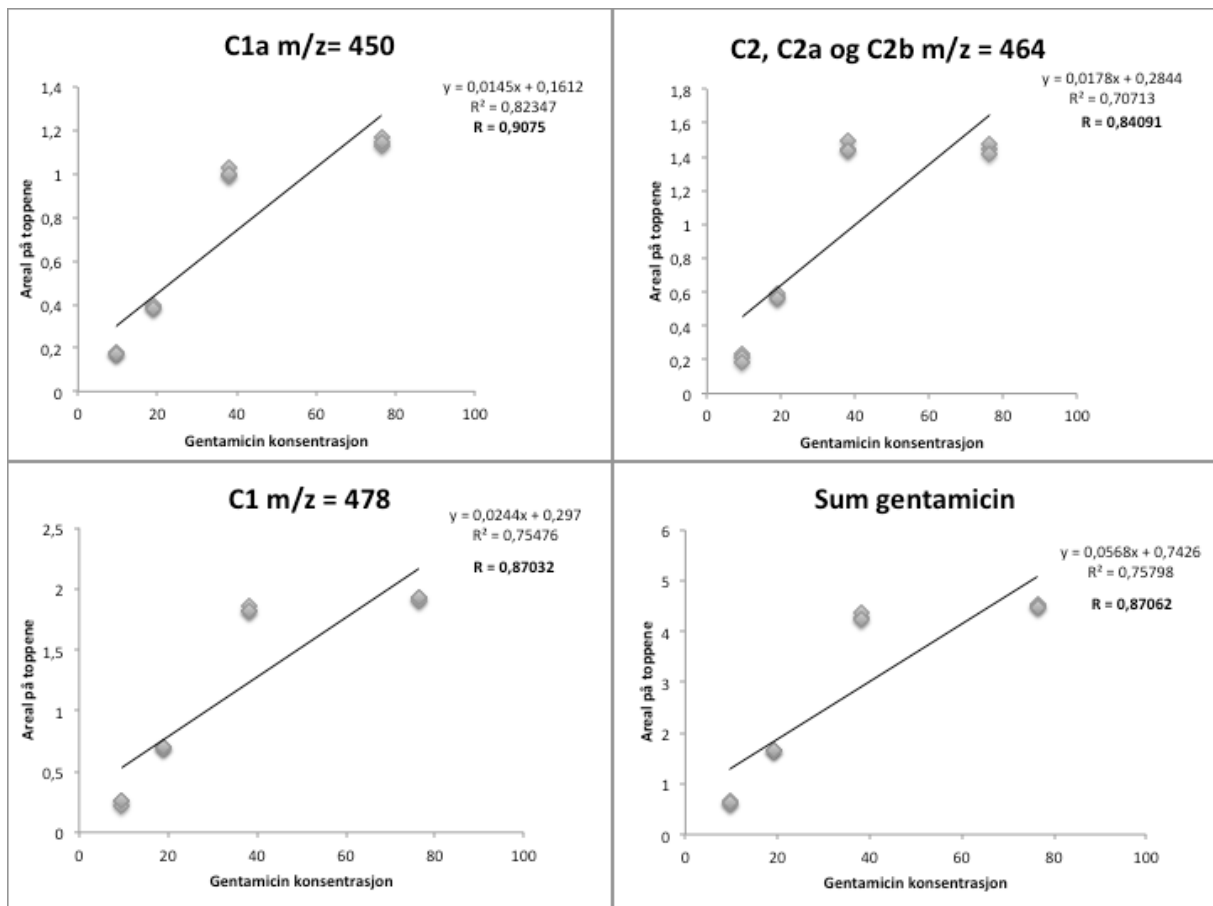 C1a m/z= 450
y = 0,0145x + 0,1612
R² = 0,82347
R = 0,9075
1,4
1,2
1
0,8
0,6
0,4
0,2
0
Areal på toppene
0 20 40 60 80 100
Gentamicin konsentrasjon
C2, C2a og C2b m/z = 464
y = 0,0178x + 0,2844
R² = 0,70713
R = 0,84091
1,8
1,6
1,4
1,2
1
0,8
0,6
0,4
0,2
0
Areal på toppene
0 20 40 60 80 100
Gentamicin konsentrasjon
C1 m/z = 478
y = 0,0244x + 0,297
R² = 0,75476
R = 0,87032
2,5
2
1,5
1
0,5
0
Areal på toppene
0 20 40 60 80 100
Gentamicin konsentrasjon
Sum gentamicin
y = 0,0568x + 0,7426
R² = 0,75798
R = 0,87062
6
5
4
3
2
1
0
Areal på toppene
0 20 40 60 80 100
Gentamicin konsentrasjon